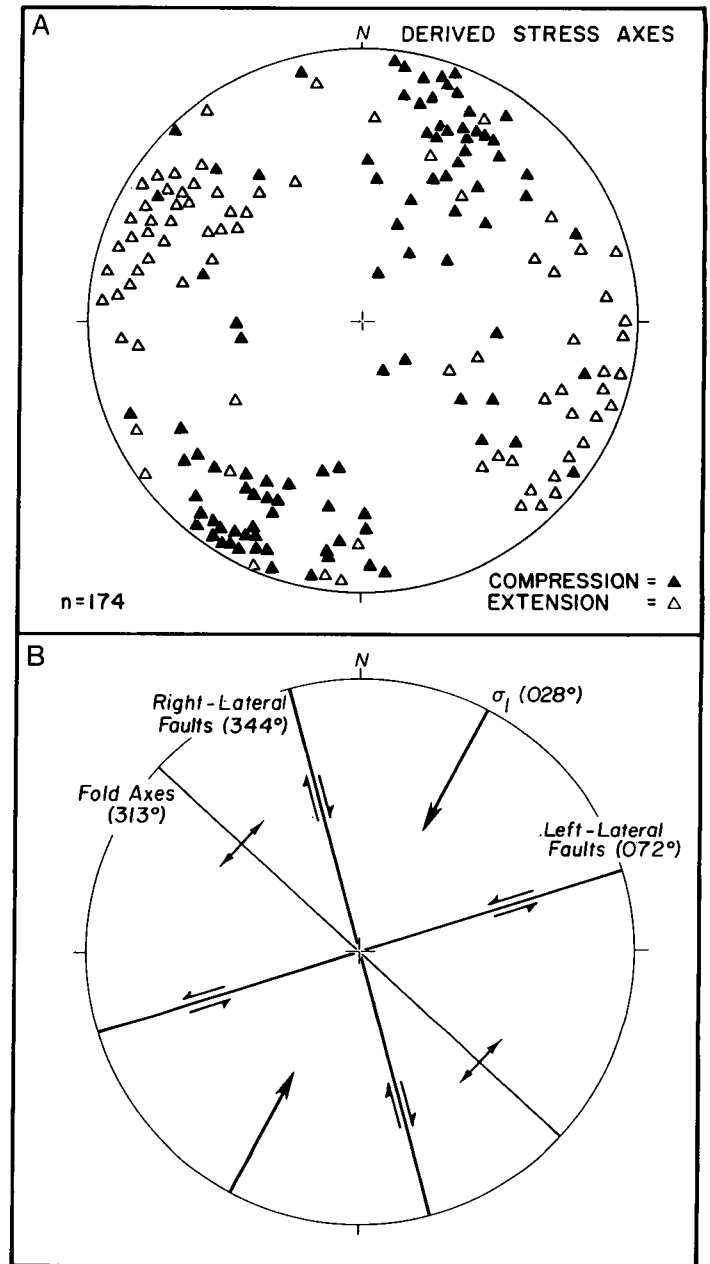 A
N
DERIVED STRESS AXES
n=174
COMPRESSION = ▲
EXTENSION = △
B
N
Right-Lateral
Faults (344°)
σ1 (028°)
Fold Axes
(313°)
Left-Lateral
Faults (072°)